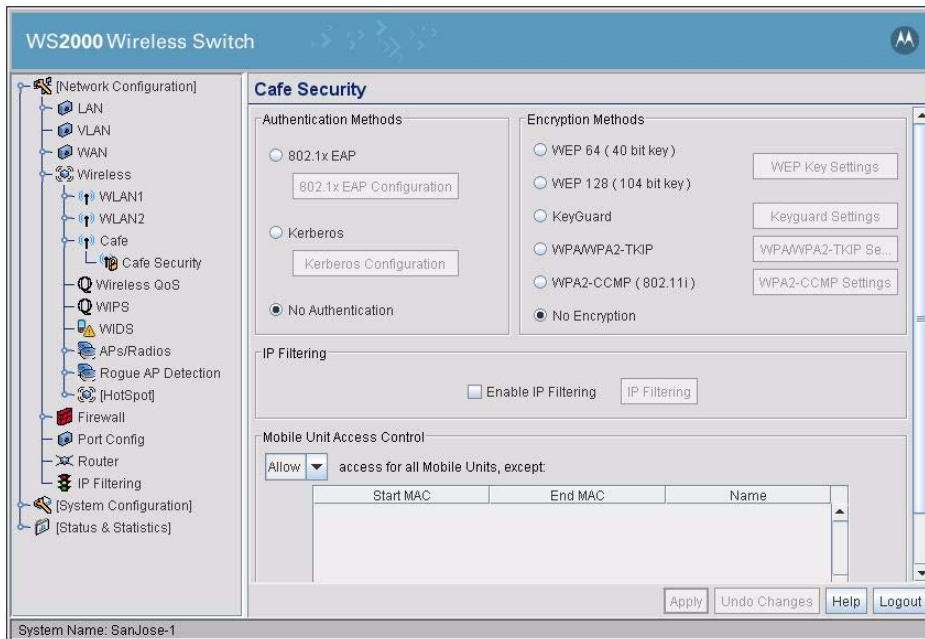 WS2000 Wireless Switch
[Network Configuration]
LAN
VLAN
WAN
Wireless
WLAN1
WLAN2
Cafe
Cafe Security
Wireless QoS
WIPS
WIDS
APs/Radios
Rogue AP Detection
[HotSpot]
Firewall
Port Config
Router
IP Filtering
[System Configuration]
[Status & Statistics]
Cafe Security
Authentication Methods
802.1x EAP
802.1x EAP Configuration
Kerberos
Kerberos Configuration
No Authentication
Encryption Methods
WEP 64 ( 40 bit key )
WEP 128 ( 104 bit key )
WEP Key Settings
KeyGuard
Keyguard Settings
WPA/WPA2-TKIP
WPA/WPA2-TKIP Se...
WPA2-CCMP ( 802.11i )
WPA2-CCMP Settings
No Encryption
IP Filtering
Enable IP Filtering
IP Filtering
Mobile Unit Access Control
Allow access for all Mobile Units, except:
Start MAC End MAC Name
Apply Undo Changes Help Logout
System Name: SanJose-1